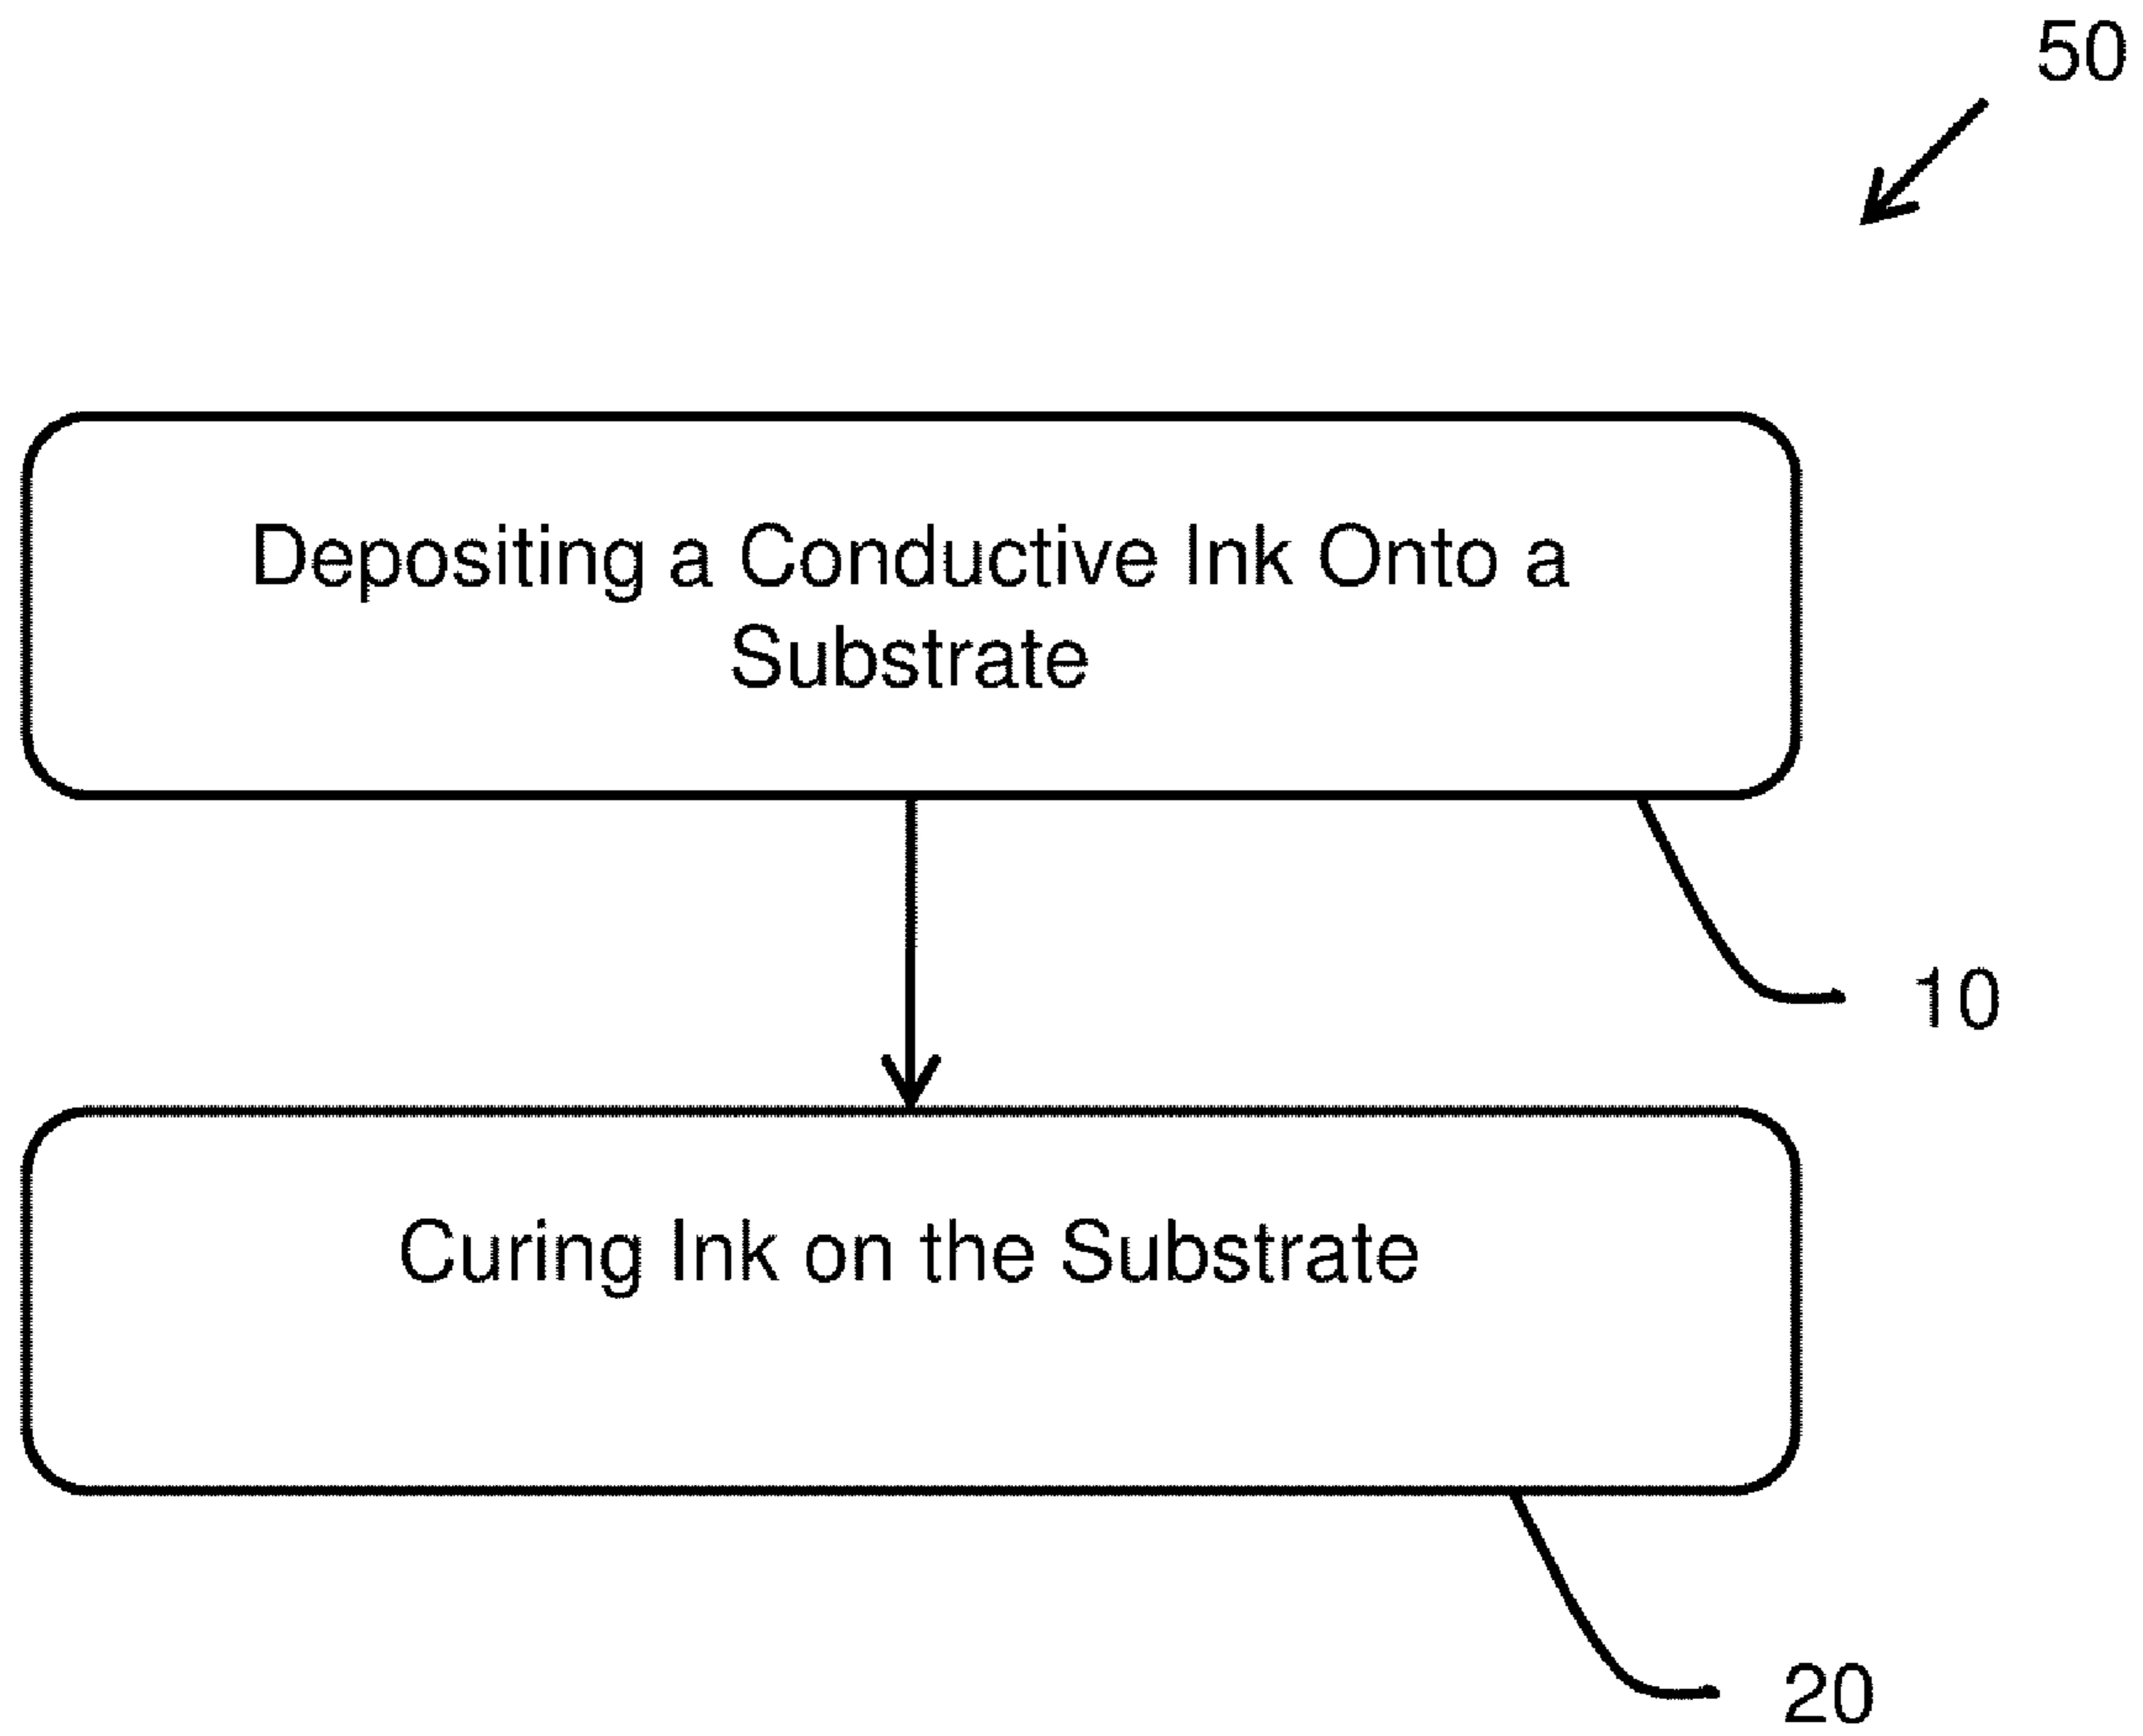 50
Depositing a Conductive Ink Onto a
Substrate
10
Curing Ink on the Substrate
20